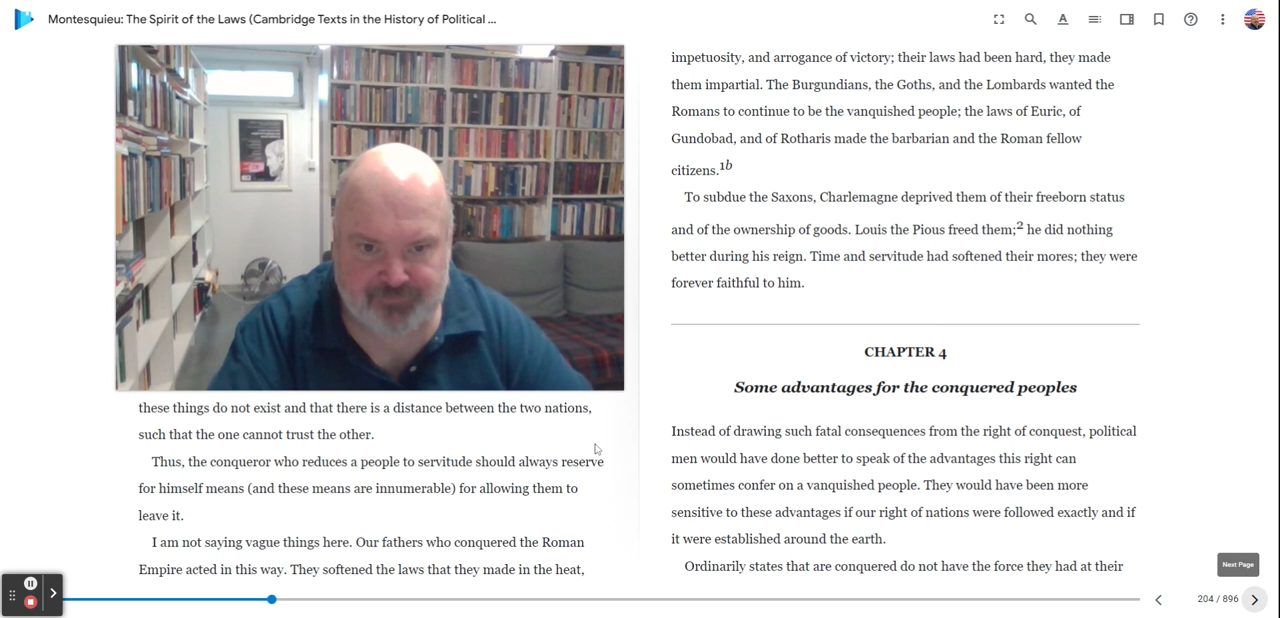 Montesquieu: The Spirit of the Laws (Cambridge Texts in the History of Political ...
these things do not exist and that there is a distance between the two nations,
such that the one cannot trust the other.
Thus, the conqueror who reduces a people to servitude should always reserve
for himself means (and these means are innumerable) for allowing them to
leave it.
I am not saying vague things here. Our fathers who conquered the Roman
Empire acted in this way. They softened the laws that they made in the heat,
impetuosity, and arrogance of victory; their laws had been hard, they made
them impartial. The Burgundians, the Goths, and the Lombards wanted the
Romans to continue to be the vanquished people; the laws of Euric, of
Gundobad, and of Rotharis made the barbarian and the Roman fellow
citizens.1b
To subdue the Saxons, Charlemagne deprived them of their freeborn status
and of the ownership of goods. Louis the Pious freed them;2 he did nothing
better during his reign. Time and servitude had softened their mores; they were
forever faithful to him.
CHAPTER 4
Some advantages for the conquered peoples
Instead of drawing such fatal consequences from the right of conquest, political
men would have done better to speak of the advantages this right can
sometimes confer on a vanquished people. They would have been more
sensitive to these advantages if our right of nations were followed exactly and if
it were established around the earth.
Ordinarily states that are conquered do not have the force they had at their
Next Page
204 / 896